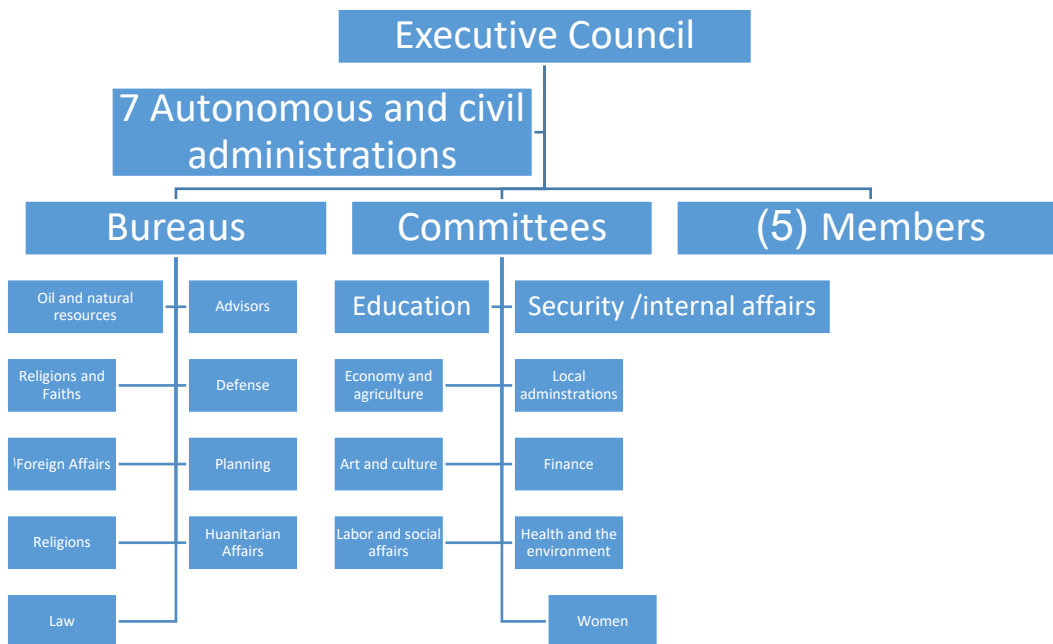 Executive Council
7 Autonomous and civil
administrations
Bureaus
Committees
(5) Members
Oil and natural
resources
Advisors
Education
Security /internal affairs
Religions and
Faiths
Defense
Economy and
agriculture
Local
adminstrations
\Foreign Affairs
Planning
Art and culture
Finance
Religions
Huanitarian
Affairs
Labor and social
affairs
Health and the
environment
Law
Women